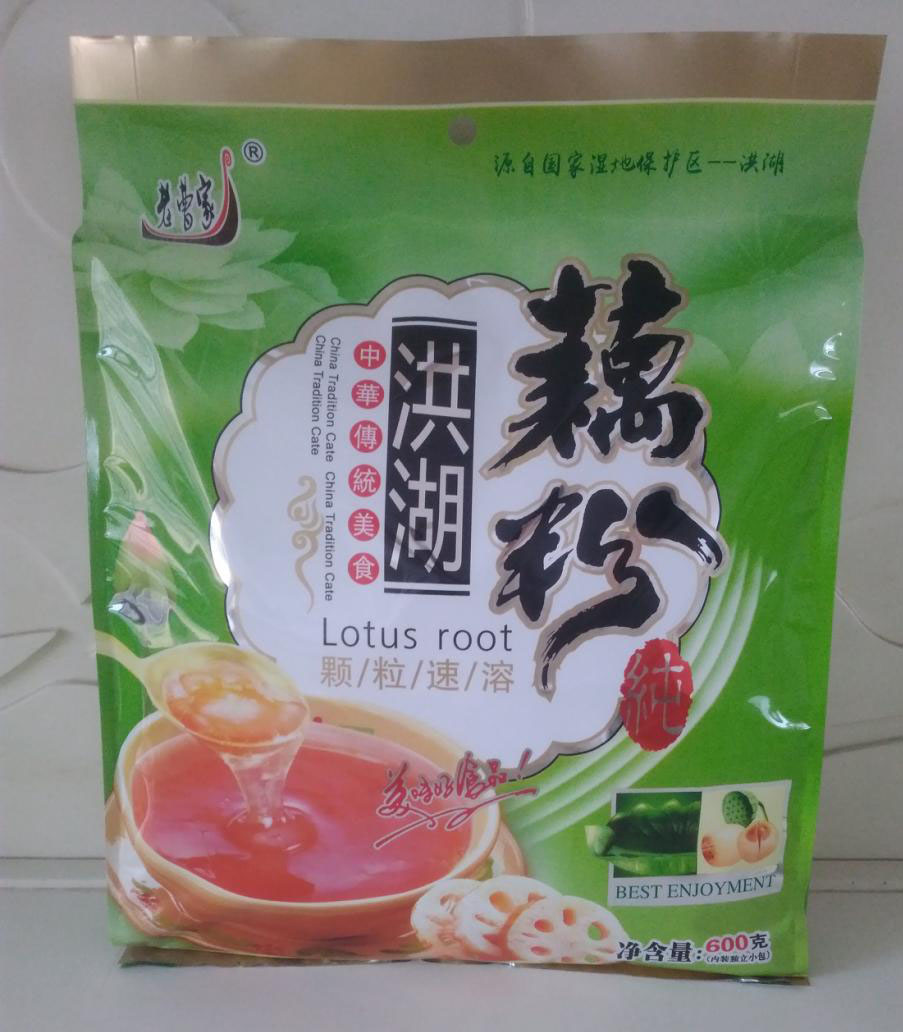 老曹家®
源自国家湿地保护区--洪湖
藕粉
洪湖
中華傳統美食
China Tradition Cate China Tradition Cate
China Tradition Cate
Lotus root
颗/粒/速/溶
純
美味好食品!
BEST ENJOYMENT
净含量:600克
(内装独立小包)